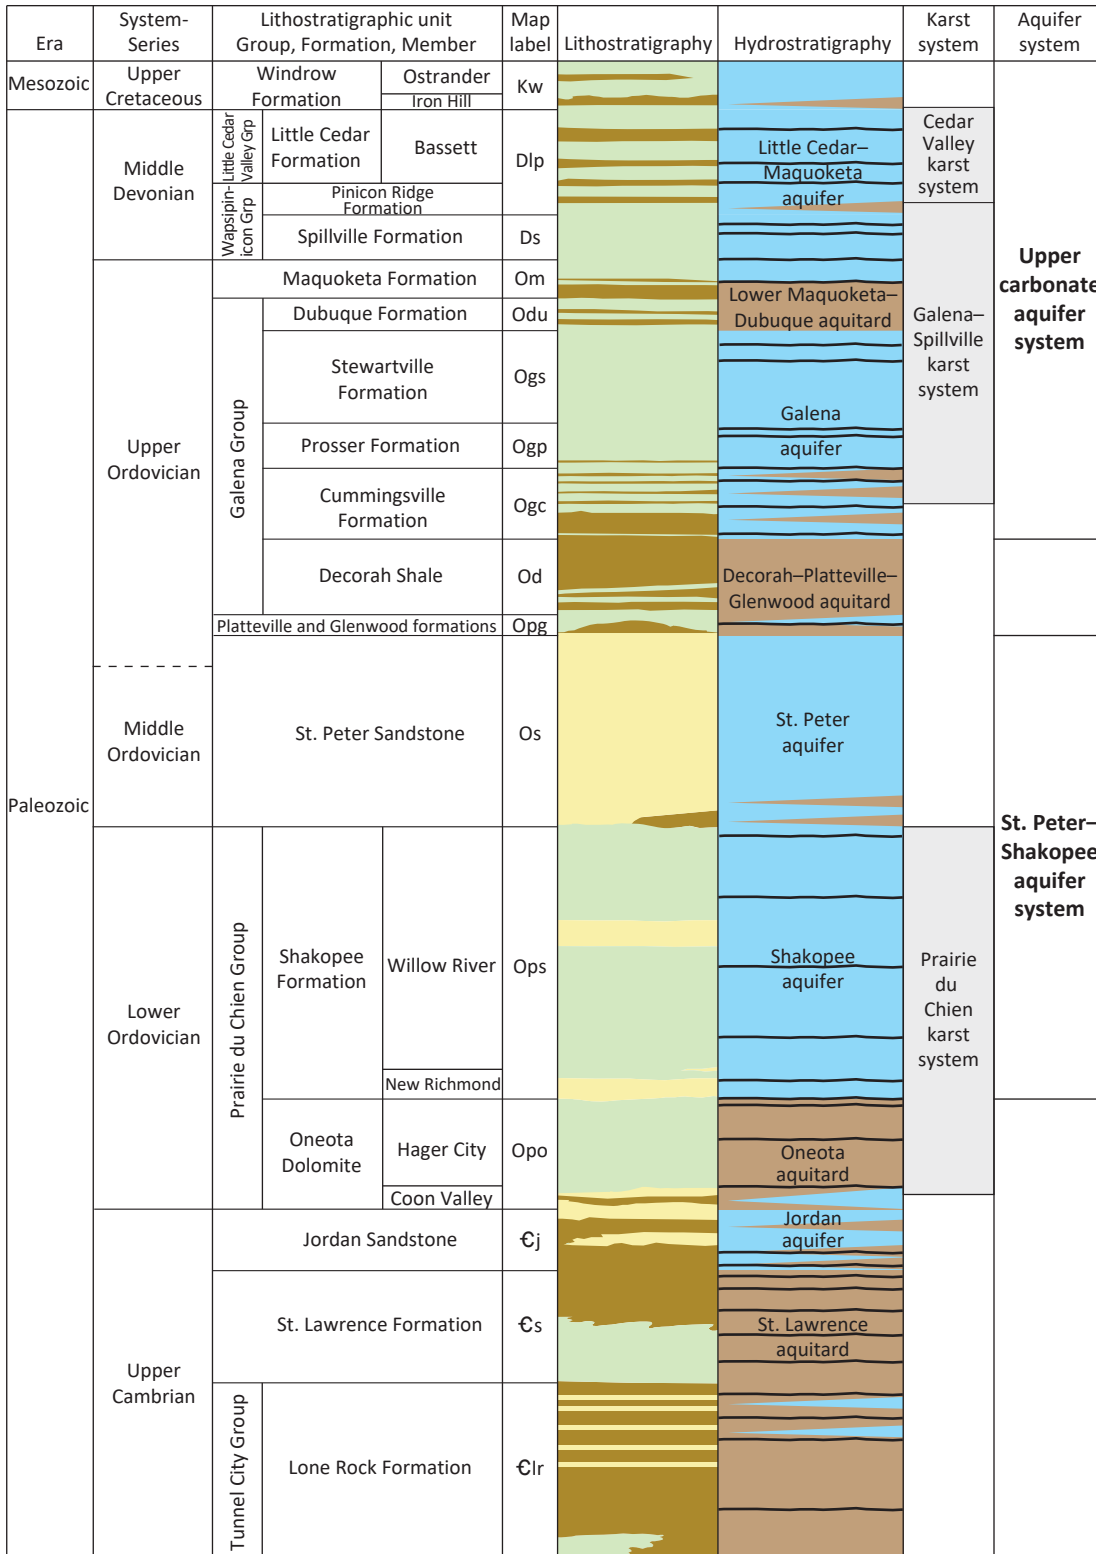 Era
System-
Series
Lithostratigraphic unit
Group, Formation, Member
Map
label
Lithostratigraphy
Hydrostratigraphy
Karst
system
Aquifer
system
Mesozoic
Upper
Cretaceous
Windrow
Formation
Ostrander
Iron Hill
Kw
Paleozoic
Middle
Devonian
Little Cedar
Valley Grp
Little Cedar
Formation
Bassett
Dlp
Wapsipin-
icon Grp
Pinicon Ridge
Formation
Spillville Formation
Ds
Little Cedar–
Maquoketa
aquifer
Cedar
Valley
karst
system
Upper
Ordovician
Maquoketa Formation
Om
Galena Group
Dubuque Formation
Odu
Lower Maquoketa–
Dubuque aquitard
Stewartville
Formation
Ogs
Prosser Formation
Ogp
Galena
aquifer
Cummingsville
Formation
Ogc
Galena–
Spillville
karst
system
Upper
carbonate
aquifer
system
Decorah Shale
Od
Decorah–Platteville–
Glenwood aquitard
Platteville and Glenwood formations
Opg
Middle
Ordovician
St. Peter Sandstone
Os
St. Peter
aquifer
St. Peter–
Shakopee
aquifer
system
Lower
Ordovician
Prairie du Chien Group
Shakopee
Formation
Willow River
New Richmond
Ops
Shakopee
aquifer
Prairie
du
Chien
karst
system
Oneota
Dolomite
Hager City
Coon Valley
Opo
Oneota
aquitard
Upper
Cambrian
Jordan Sandstone
Єj
Jordan
aquifer
St. Lawrence Formation
Єs
St. Lawrence
aquitard
Tunnel City Group
Lone Rock Formation
Єlr